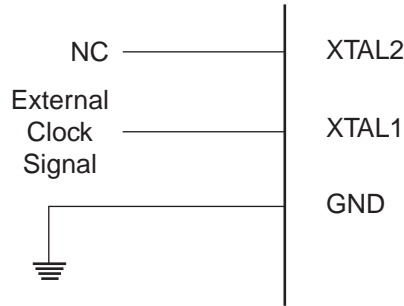 NC
XTAL2
External
Clock
Signal
XTAL1
GND